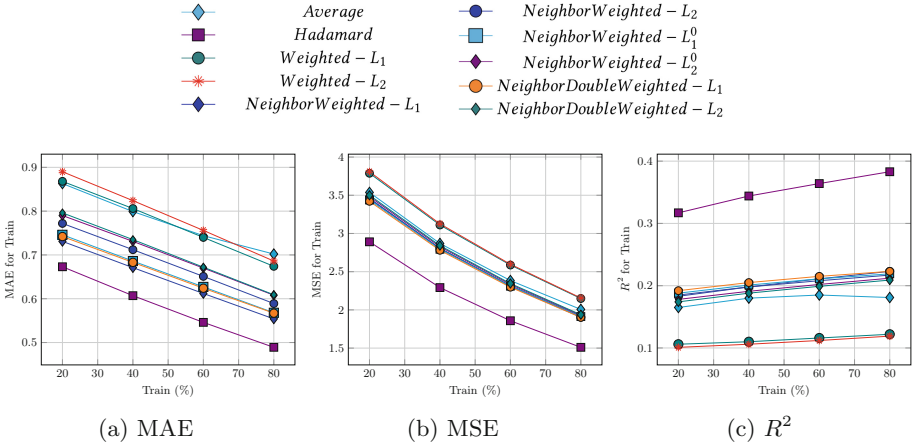 Average
Hadamard
Weighted − L₁
Weighted − L₂
NeighborWeighted − L₁
NeighborWeighted − L₂
NeighborWeighted − L₁⁰
NeighborWeighted − L₂⁰
NeighborDoubleWeighted − L₁
NeighborDoubleWeighted − L₂
0.9
0.8
0.7
0.6
0.5
MAE for Train
20 30 40 50 60 70 80
Train (%)
(a) MAE
4
3.5
3
2.5
2
1.5
MSE for Train
20 30 40 50 60 70 80
Train (%)
(b) MSE
0.4
0.3
0.2
0.1
R² for Train
20 30 40 50 60 70 80
Train (%)
(c) R²